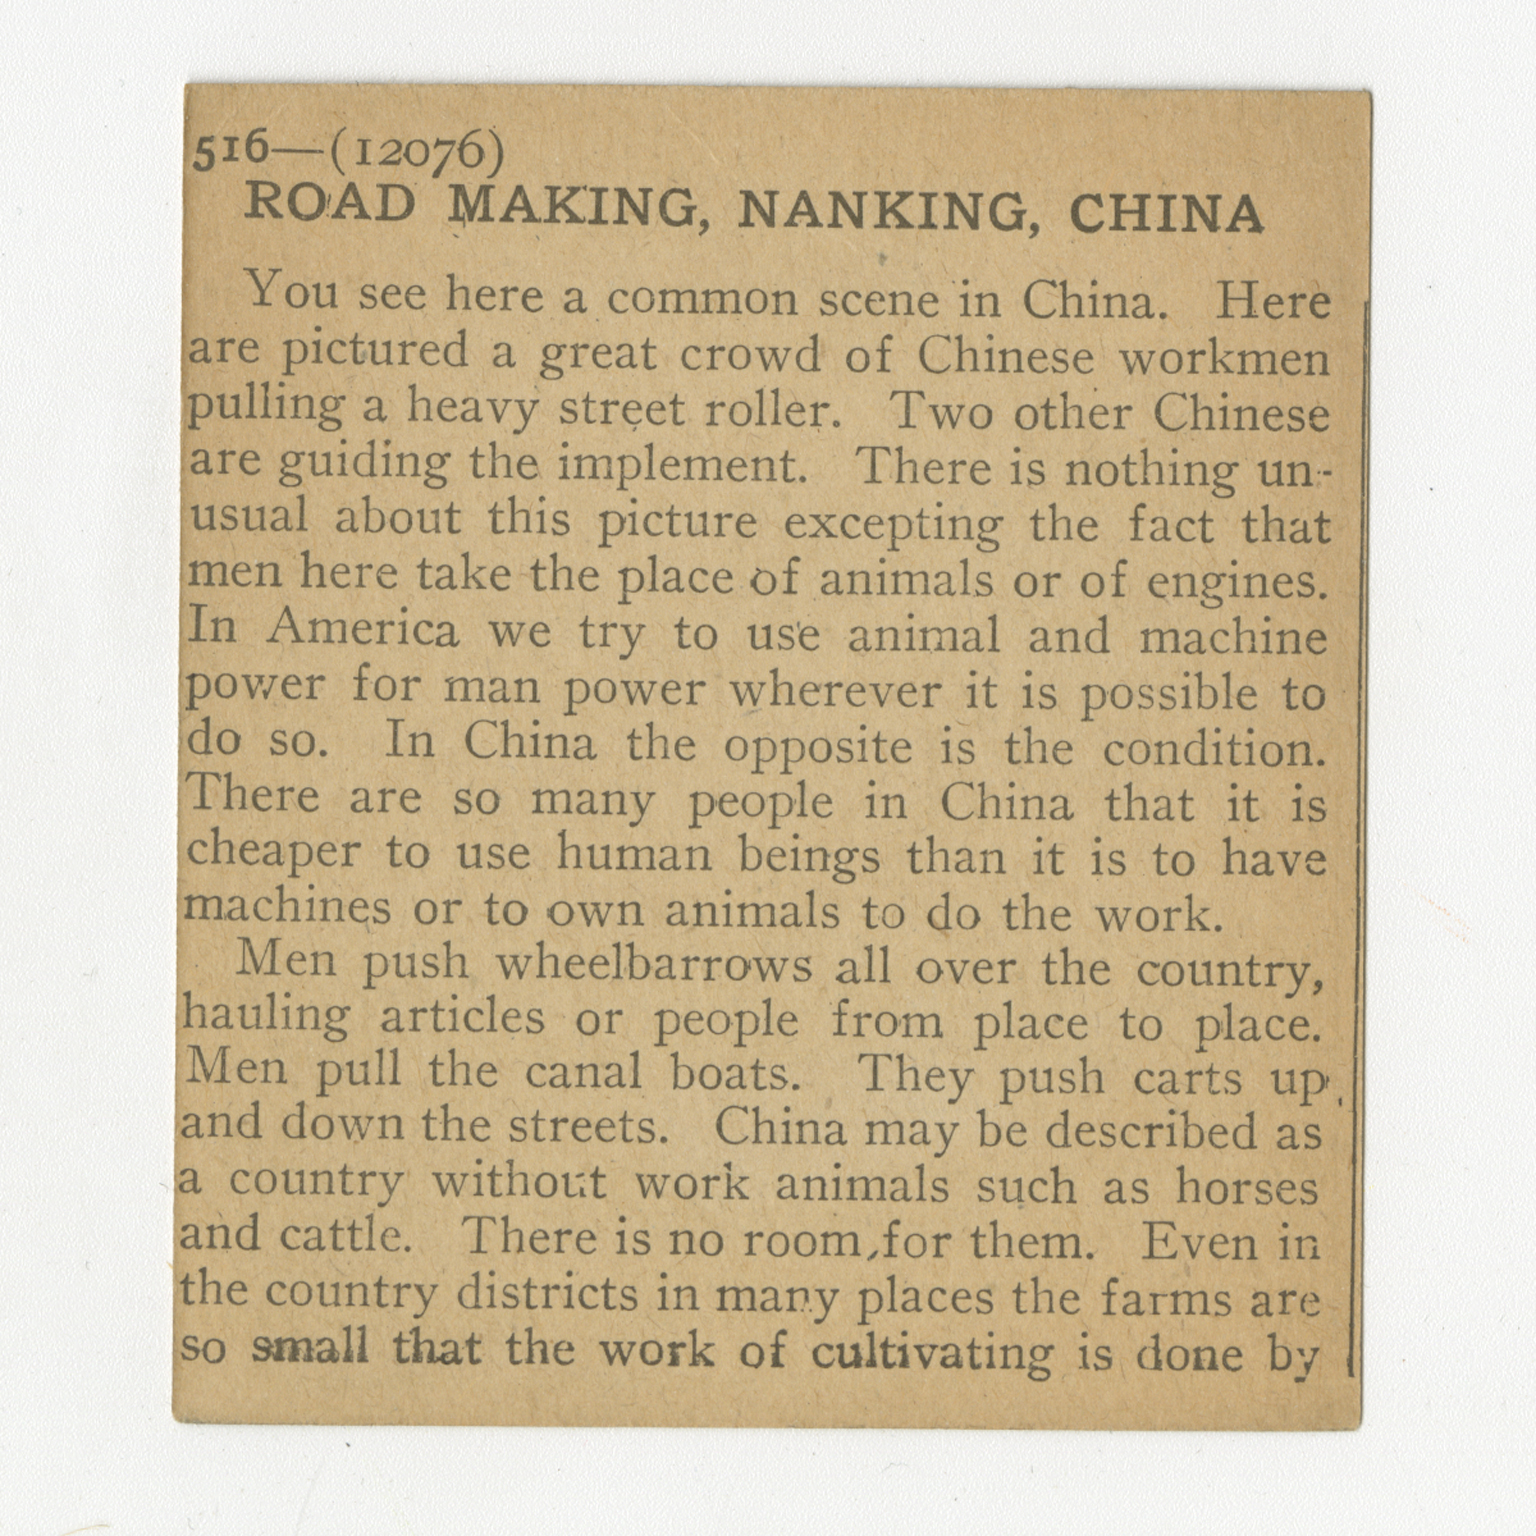 516—(12076)
ROAD MAKING, NANKING, CHINA
You see here a common scene in China. Here
are pictured a great crowd of Chinese workmen
pulling a heavy street roller. Two other Chinese
are guiding the implement. There is nothing un-
usual about this picture excepting the fact that
men here take the place of animals or of engines.
In America we try to use animal and machine
power for man power wherever it is possible to
do so. In China the opposite is the condition.
There are so many people in China that it is
cheaper to use human beings than it is to have
machines or to own animals to do the work.
Men push wheelbarrows all over the country,
hauling articles or people from place to place.
Men pull the canal boats. They push carts up
and down the streets. China may be described as
a country without work animals such as horses
and cattle. There is no room for them. Even in
the country districts in many places the farms are
so small that the work of cultivating is done by